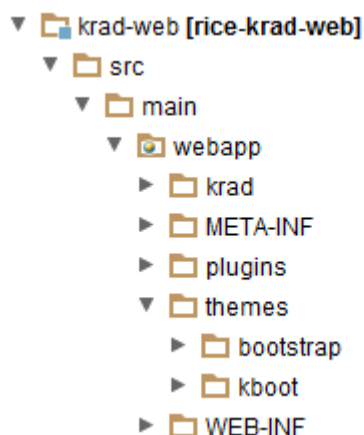 krad-web [rice-krad-web]
src
main
webapp
krad
META-INF
plugins
themes
bootstrap
kboot
WEB-INF